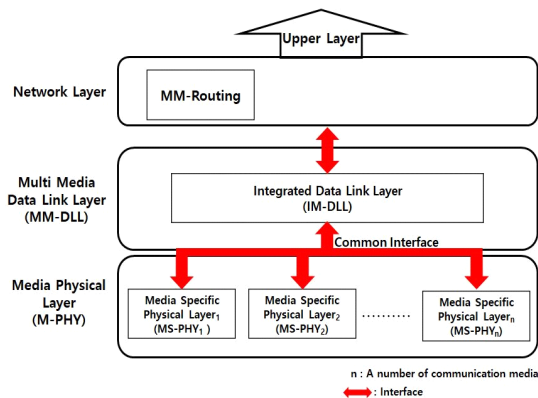 Upper Layer
Network Layer
MM-Routing
Multi Media
Data Link Layer
(MM-DLL)
Integrated Data Link Layer
(IM-DLL)
Common Interface
Media Physical
Layer
(M-PHY)
Media Specific
Physical Layer₁
(MS-PHY₁ )
Media Specific
Physical Layer₂
(MS-PHY₂)
..........
Media Specific
Physical Layerₙ
(MS-PHYₙ)
n : A number of communication media
: Interface